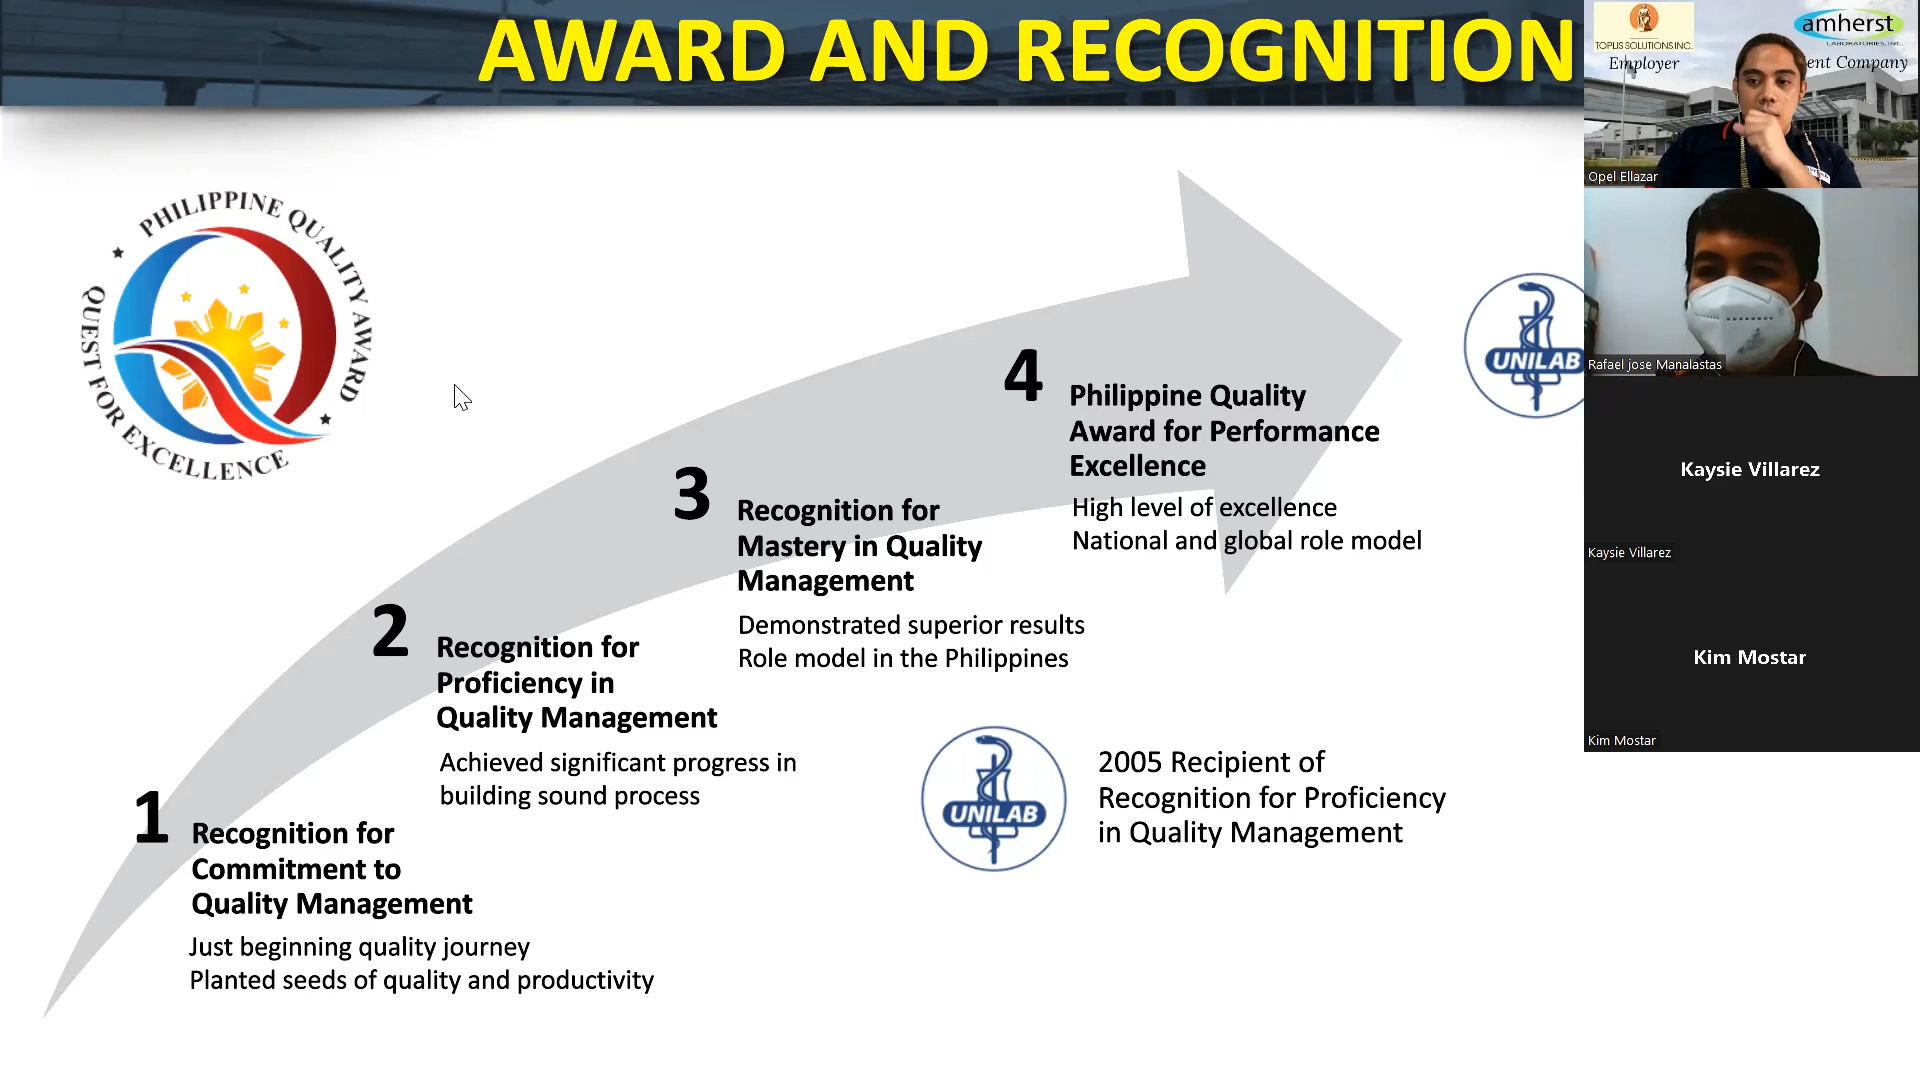 AWARD AND RECOGNITION
PHILIPPINE QUALITY AWARD
QUEST FOR EXCELLENCE
4
Philippine Quality
Award for Performance
Excellence
High level of excellence
National and global role model
3
Recognition for
Mastery in Quality
Management
Demonstrated superior results
Role model in the Philippines
2
Recognition for
Proficiency in
Quality Management
Achieved significant progress in
building sound process
1
Recognition for
Commitment to
Quality Management
Just beginning quality journey
Planted seeds of quality and productivity
UNILAB
2005 Recipient of
Recognition for Proficiency
in Quality Management
UNILAB
TOPLIS SOLUTIONS INC.
Employer
amherst
LABORATORIES, INC.
ent Company
Opel Ellazar
Rafael jose Manalastas
Kaysie Villarez
Kaysie Villarez
Kim Mostar
Kim Mostar